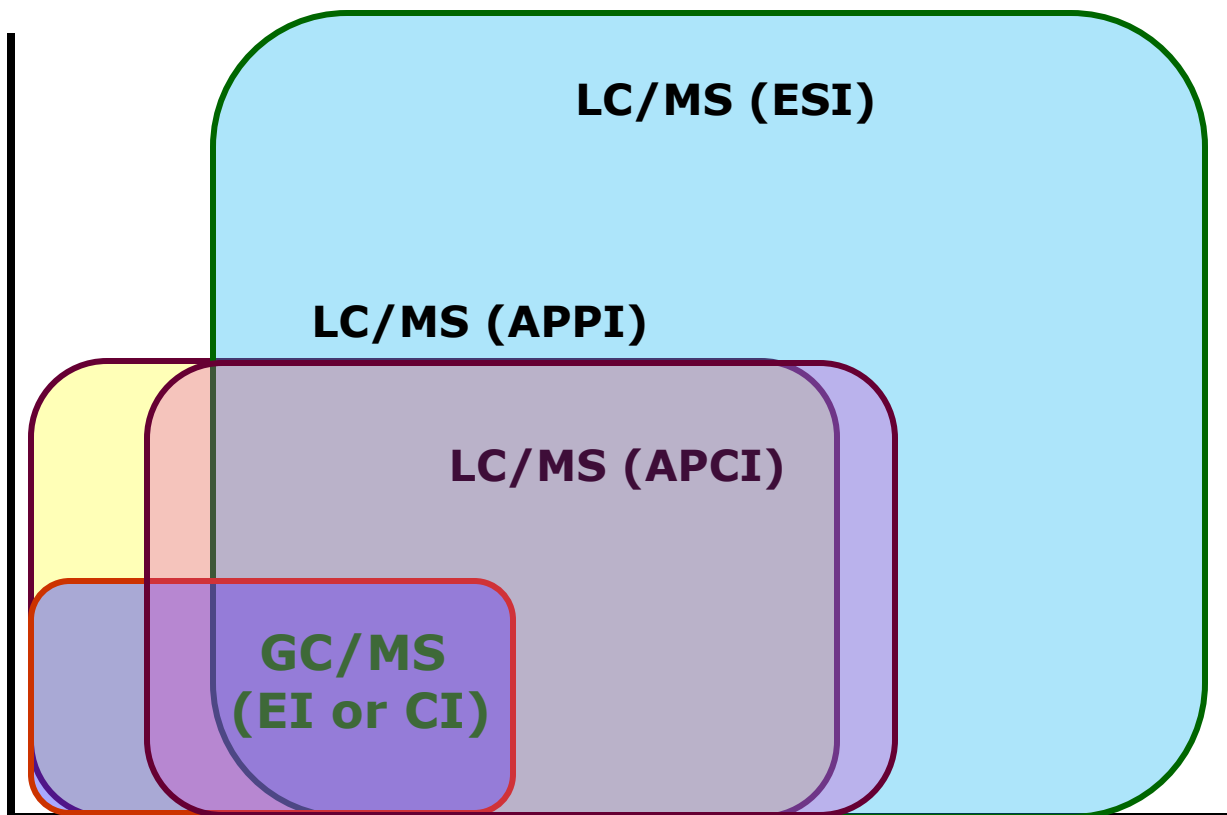 LC/MS (ESI)
LC/MS (APPI)
LC/MS (APCI)
GC/MS
(EI or CI)